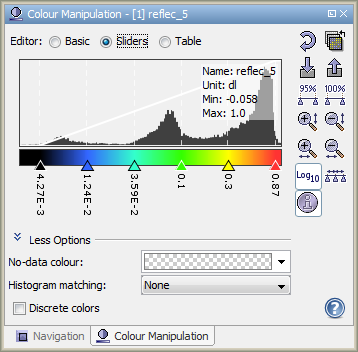 Colour Manipulation - [1] reflec_5
Editor: Basic Sliders Table
Name: reflec_5
Unit: dl
Min: -0.058
Max: 1.0
95% 100%
Log10
4.27E-3 1.24E-2 3.59E-2 0.1 0.3 0.87
Less Options
No-data colour:
Histogram matching: None
Discrete colors
Navigation Colour Manipulation